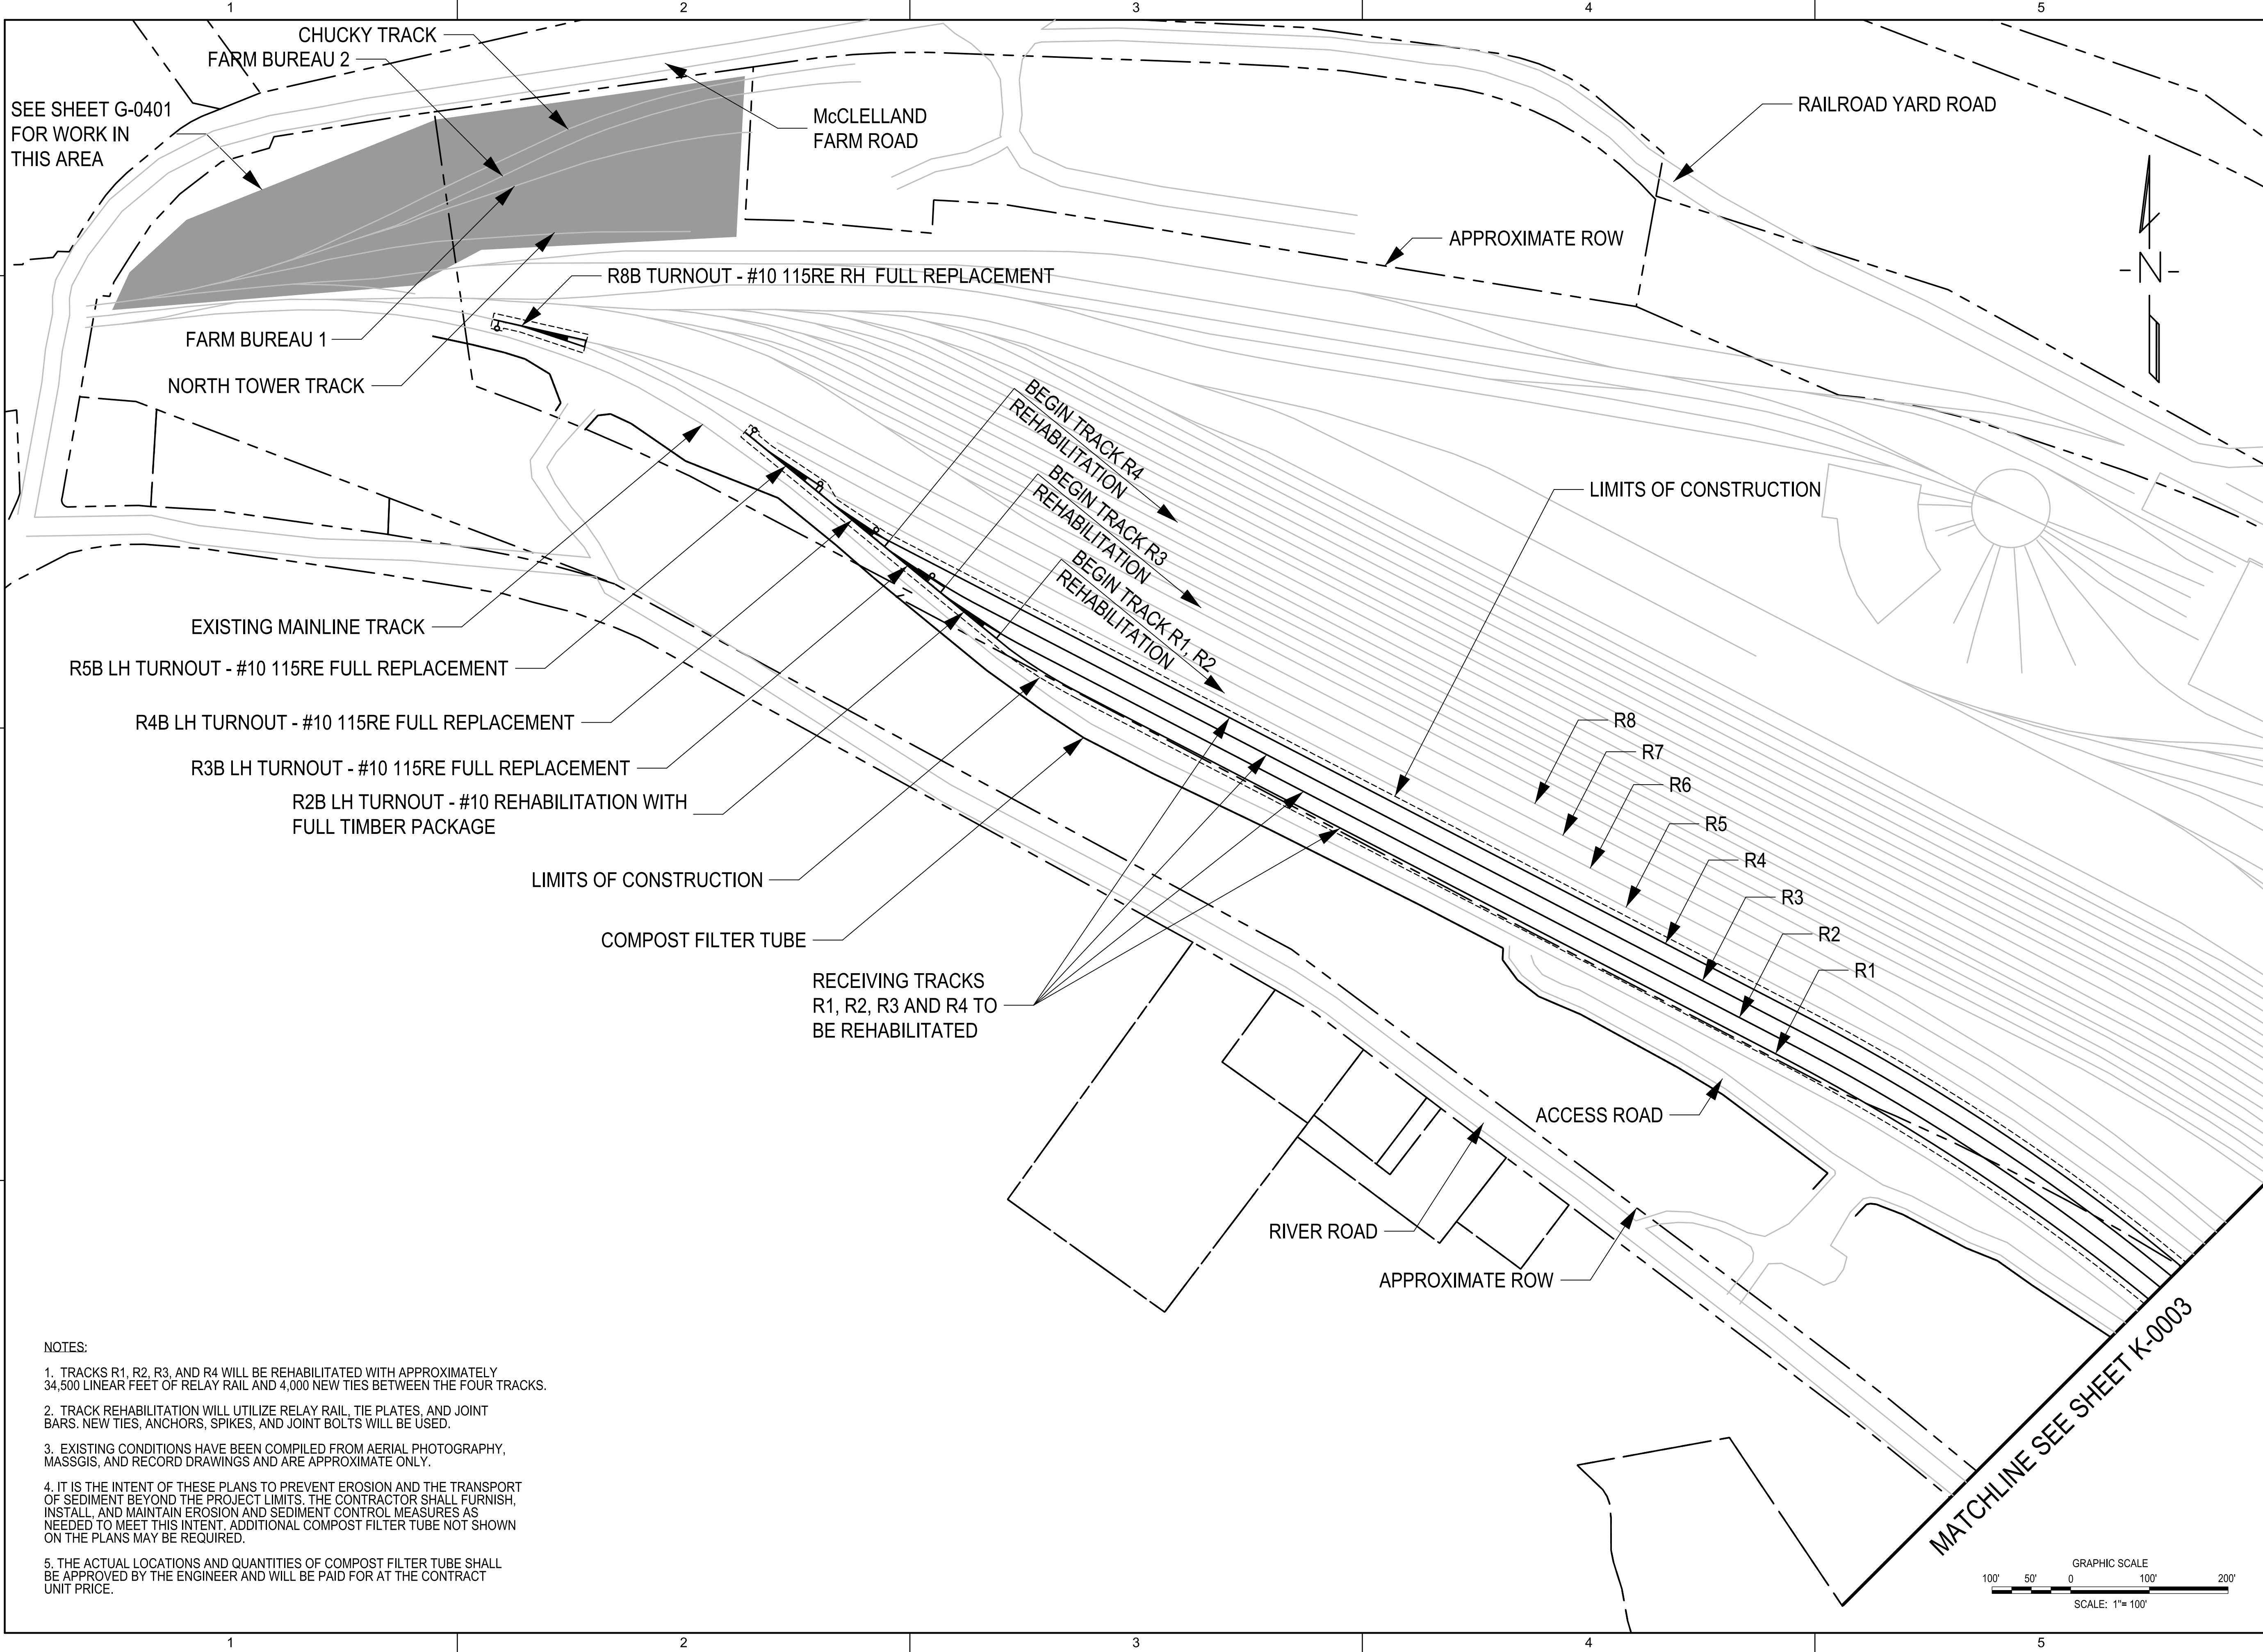 1
2
3
4
5
CHUCKY TRACK
FARM BUREAU 2
SEE SHEET G-0401
FOR WORK IN
THIS AREA
McCLELLAND
FARM ROAD
RAILROAD YARD ROAD
APPROXIMATE ROW
-N-
R8B TURNOUT - #10 115RE RH FULL REPLACEMENT
FARM BUREAU 1
NORTH TOWER TRACK
BEGIN TRACK R4
REHABILITATION
BEGIN TRACK R3
REHABILITATION
BEGIN TRACK R1, R2
REHABILITATION
LIMITS OF CONSTRUCTION
EXISTING MAINLINE TRACK
R5B LH TURNOUT - #10 115RE FULL REPLACEMENT
R4B LH TURNOUT - #10 115RE FULL REPLACEMENT
R3B LH TURNOUT - #10 115RE FULL REPLACEMENT
R2B LH TURNOUT - #10 REHABILITATION WITH
FULL TIMBER PACKAGE
LIMITS OF CONSTRUCTION
COMPOST FILTER TUBE
RECEIVING TRACKS
R1, R2, R3 AND R4 TO
BE REHABILITATED
R8
R7
R6
R5
R4
R3
R2
R1
ACCESS ROAD
RIVER ROAD
APPROXIMATE ROW
MATCHLINE SEE SHEET K-0003
NOTES:
1. TRACKS R1, R2, R3, AND R4 WILL BE REHABILITATED WITH APPROXIMATELY
34,500 LINEAR FEET OF RELAY RAIL AND 4,000 NEW TIES BETWEEN THE FOUR TRACKS.
2. TRACK REHABILITATION WILL UTILIZE RELAY RAIL, TIE PLATES, AND JOINT
BARS. NEW TIES, ANCHORS, SPIKES, AND JOINT BOLTS WILL BE USED.
3. EXISTING CONDITIONS HAVE BEEN COMPILED FROM AERIAL PHOTOGRAPHY,
MASSGIS, AND RECORD DRAWINGS AND ARE APPROXIMATE ONLY.
4. IT IS THE INTENT OF THESE PLANS TO PREVENT EROSION AND THE TRANSPORT
OF SEDIMENT BEYOND THE PROJECT LIMITS. THE CONTRACTOR SHALL FURNISH,
INSTALL, AND MAINTAIN EROSION AND SEDIMENT CONTROL MEASURES AS
NEEDED TO MEET THIS INTENT. ADDITIONAL COMPOST FILTER TUBE NOT SHOWN
ON THE PLANS MAY BE REQUIRED.
5. THE ACTUAL LOCATIONS AND QUANTITIES OF COMPOST FILTER TUBE SHALL
BE APPROVED BY THE ENGINEER AND WILL BE PAID FOR AT THE CONTRACT
UNIT PRICE.
GRAPHIC SCALE
100' 50' 0 100' 200'
SCALE: 1"= 100'
1
2
3
4
5